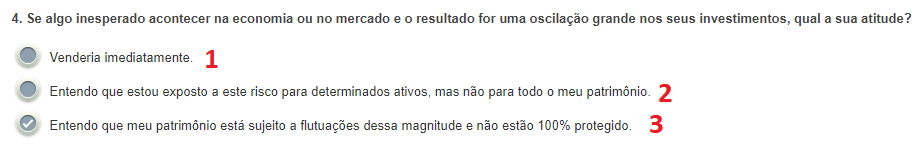 4. Se algo inesperado acontecer na economia ou no mercado e o resultado for uma oscilação grande nos seus investimentos, qual a sua atitude?
Venderia imediatamente. 1
Entendo que estou exposto a este risco para determinados ativos, mas não para todo o meu patrimônio. 2
Entendo que meu patrimônio está sujeito a flutuações dessa magnitude e não estão 100% protegido. 3